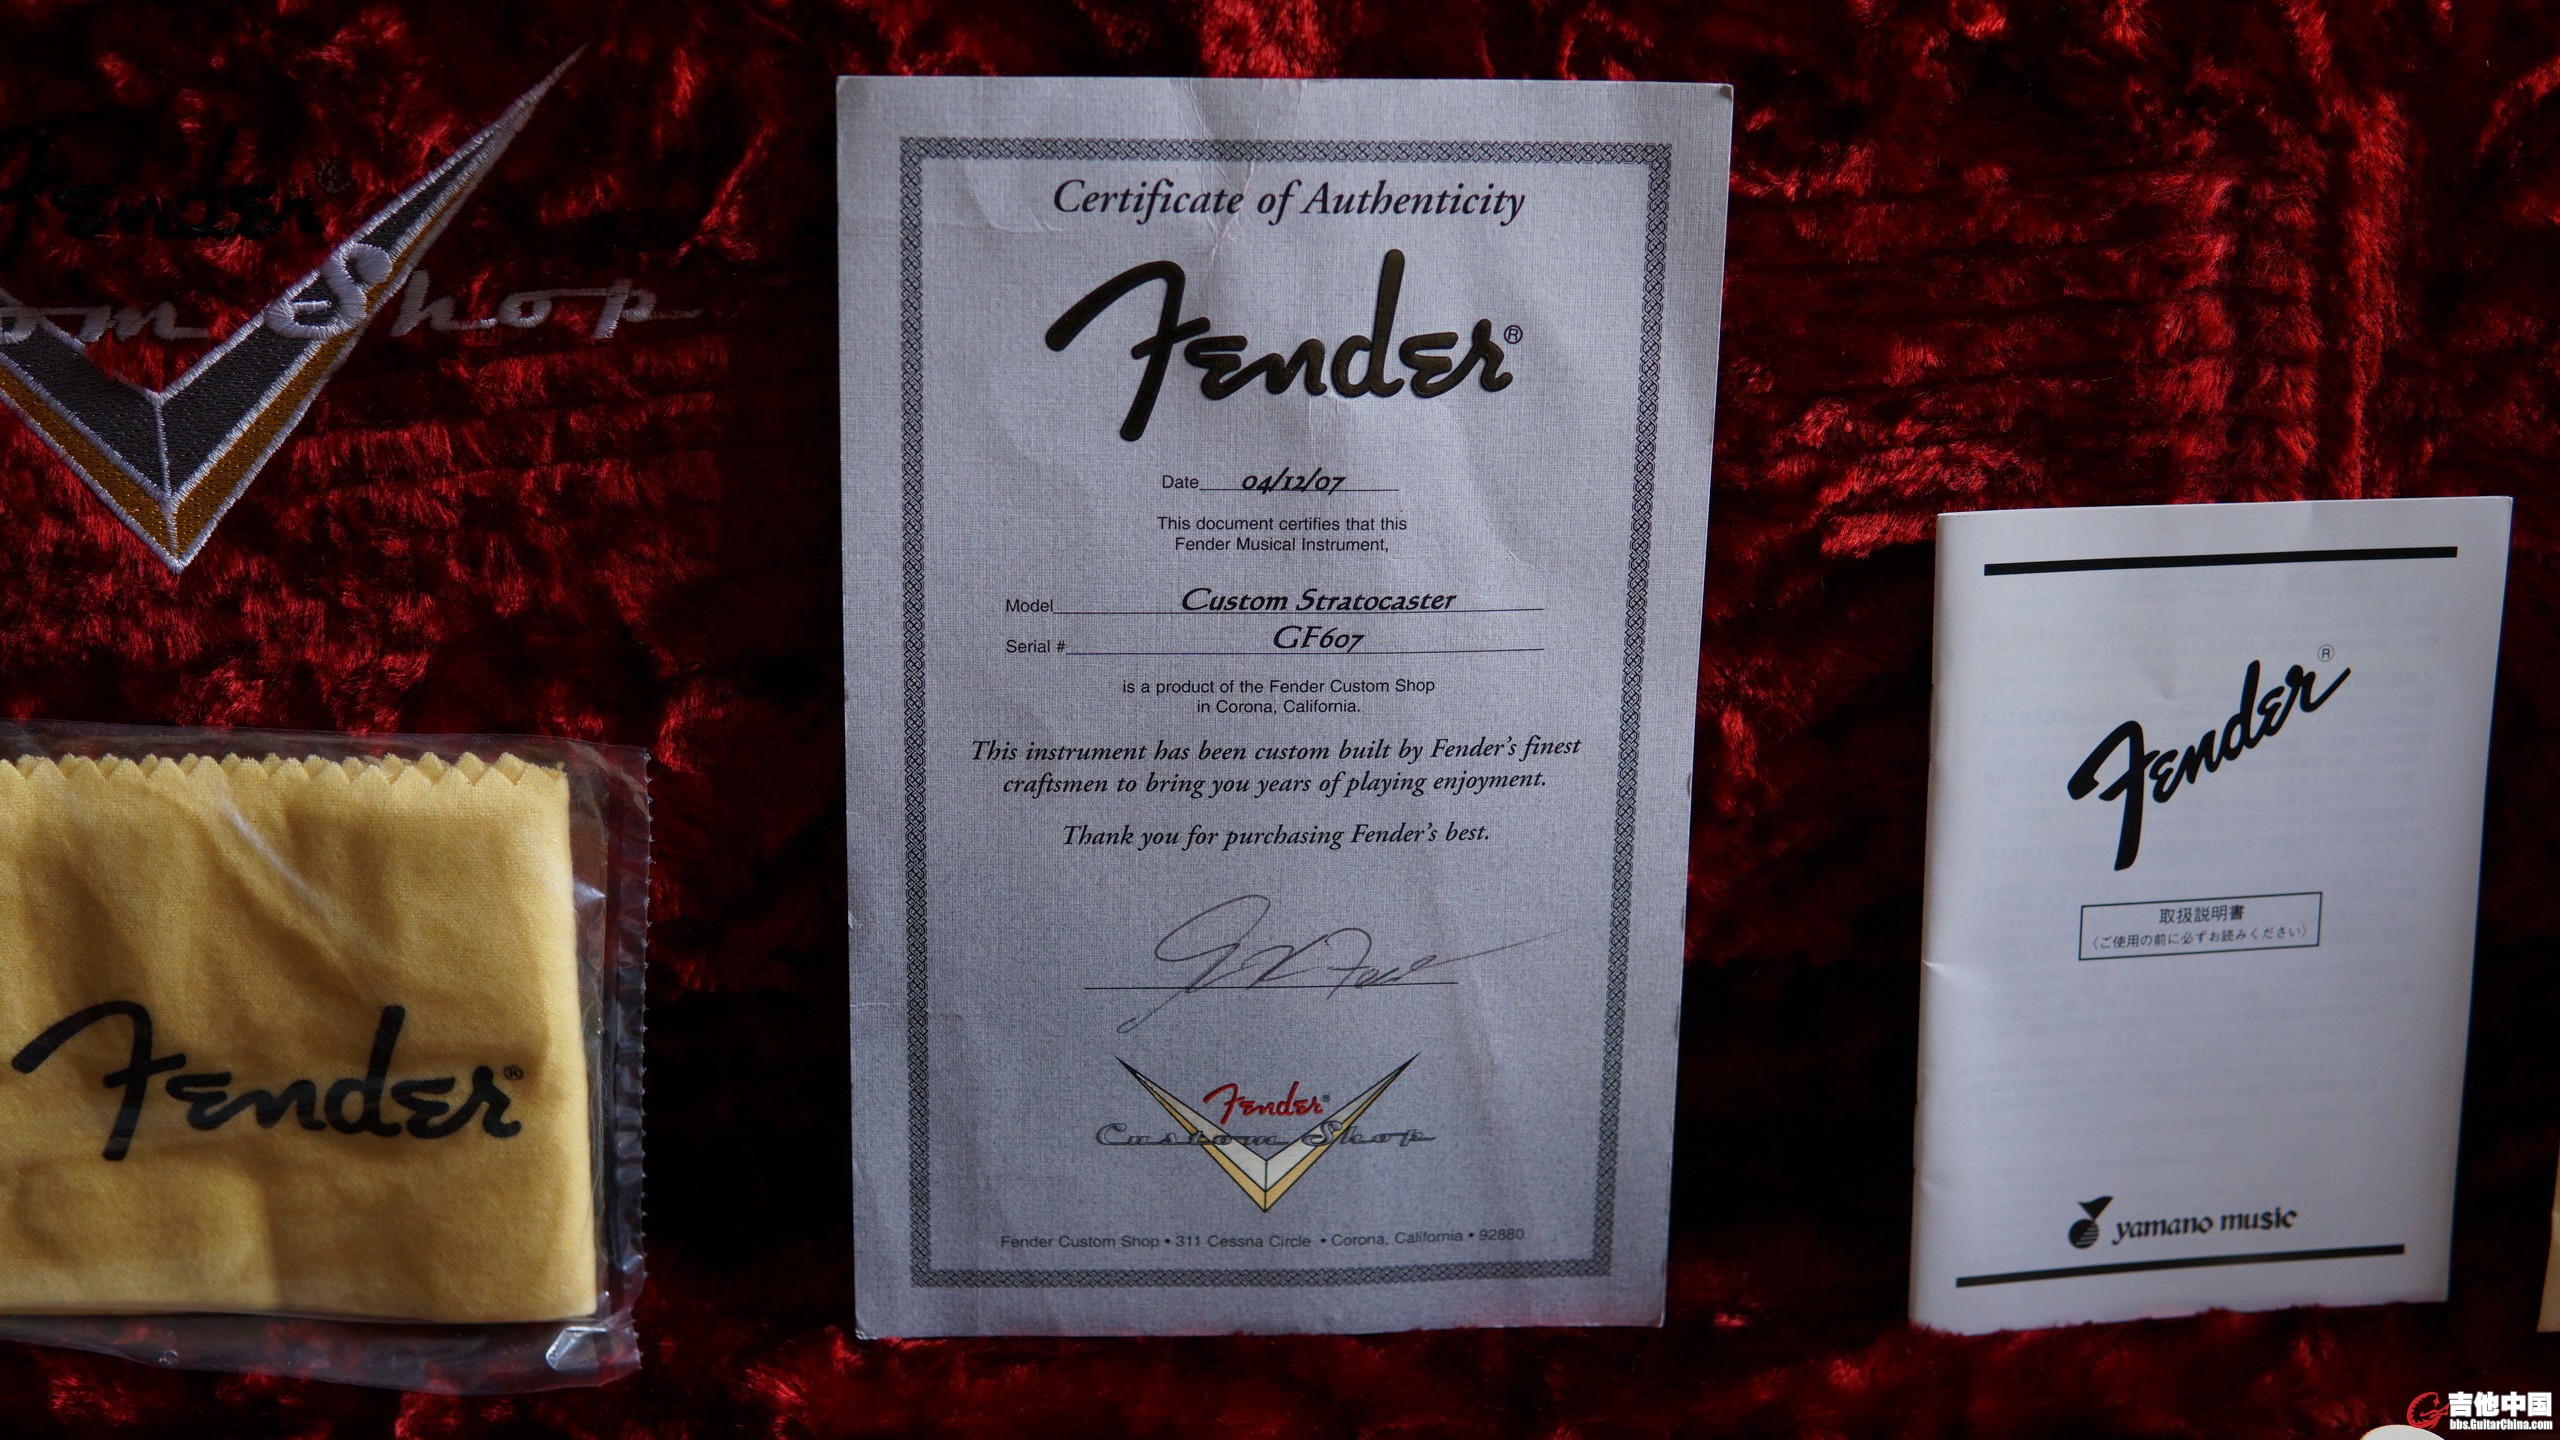 Fender®
om Shop
Fender®
Certificate of Authenticity
Fender®
Date 04/12/07
This document certifies that this
Fender Musical Instrument,
Model Custom Stratocaster
Serial # GF607
is a product of the Fender Custom Shop
in Corona, California.
This instrument has been custom built by Fender's finest
craftsmen to bring you years of playing enjoyment.
Thank you for purchasing Fender's best.
Fender®
Custom Shop
Fender Custom Shop • 311 Cessna Circle • Corona, California • 92880
Fender®
取扱説明書
〈ご使用の前に必ずお読みください〉
yamano music
吉他中国
bbs.GuitarChina.com